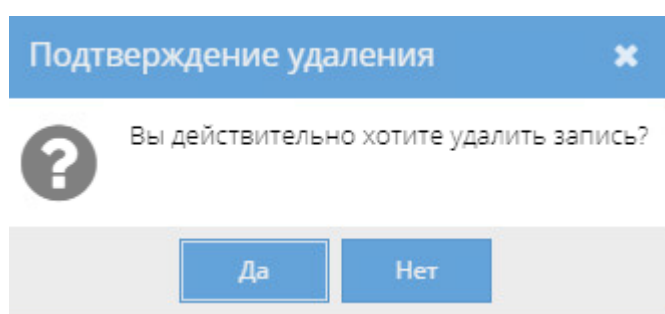 Подтверждение удаления
Вы действительно хотите удалить запись?
Да
Нет